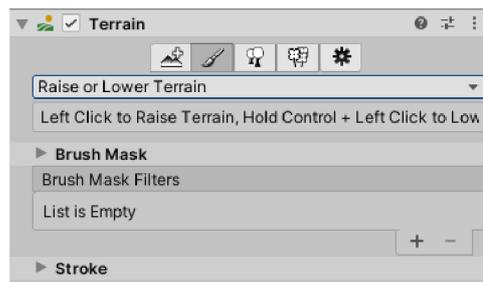 Terrain
Raise or Lower Terrain
Left Click to Raise Terrain, Hold Control + Left Click to Low
Brush Mask
Brush Mask Filters
List is Empty
Stroke